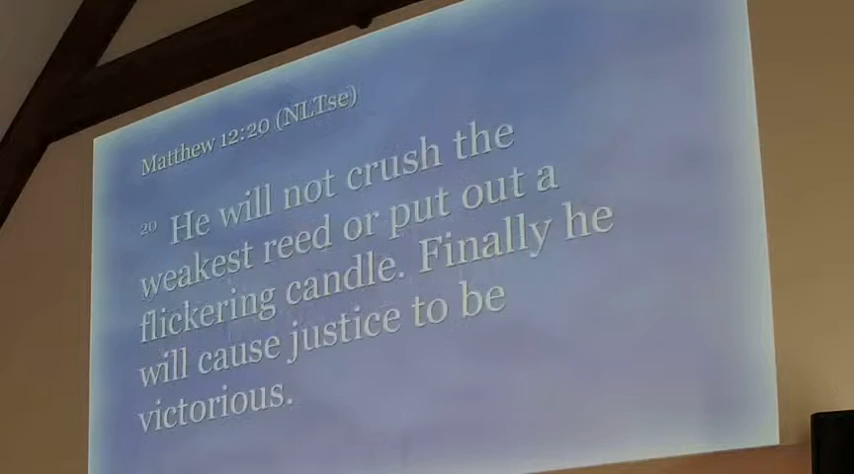 Matthew 12:20 (NLTse)
20 He will not crush the
weakest reed or put out a
flickering candle. Finally he
will cause justice to be
victorious.